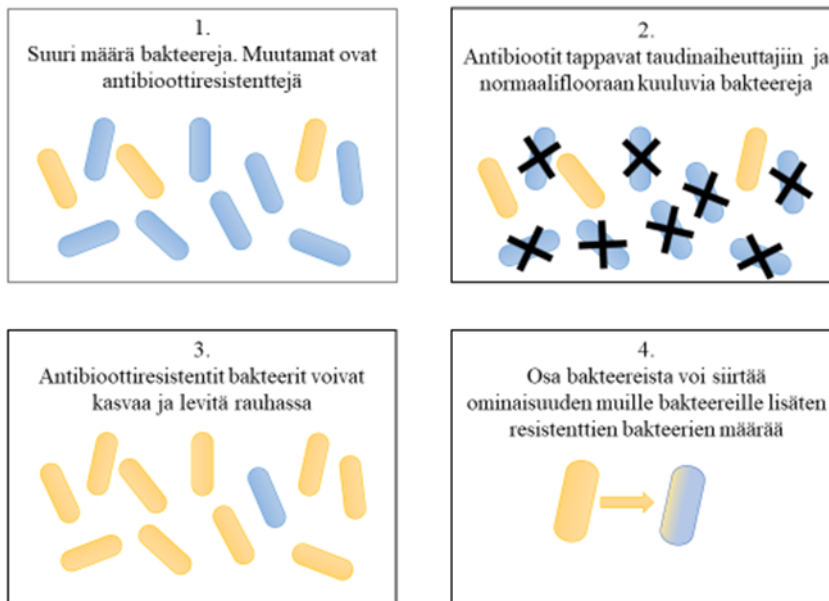 1.
Suuri määrä bakteereja. Muutamat ovat
antibioottiresistenttejä
2.
Antibiootit tappavat taudinaiheuttajiin ja
normaaliflooraan kuuluvia bakteereja
3.
Antibioottiresistentit bakteerit voivat
kasvaa ja levitä rauhassa
4.
Osa bakteereista voi siirtää
ominaisuuden muille bakteereille lisäten
resistenttien bakteerien määrää